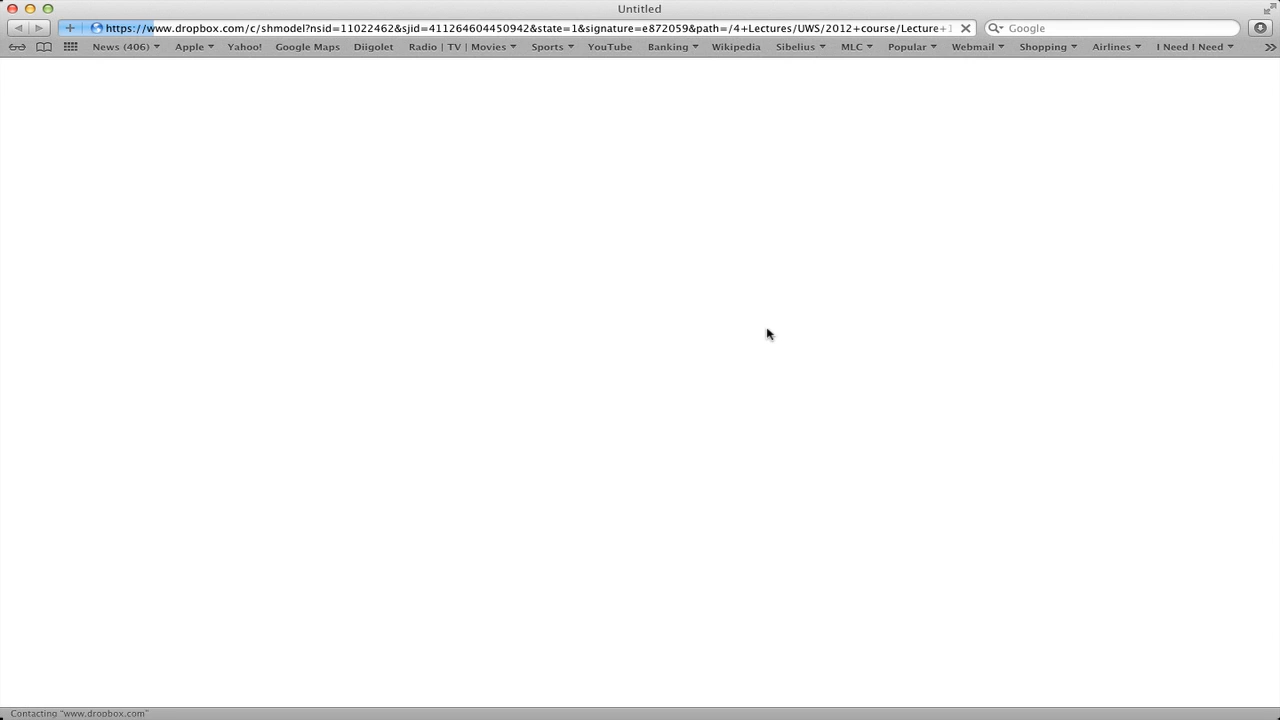 Untitled
https://www.dropbox.com/c/shmodel?nsid=11022462&sjid=411264604450942&state=1&signature=e872059&path=/4+Lectures/UWS/2012+course/Lecture+1
Google
News (406) Apple Yahoo! Google Maps Diigolet Radio | TV | Movies Sports YouTube Banking Wikipedia Sibelius MLC Popular Webmail Shopping Airlines I Need I Need
Contacting “www.dropbox.com”